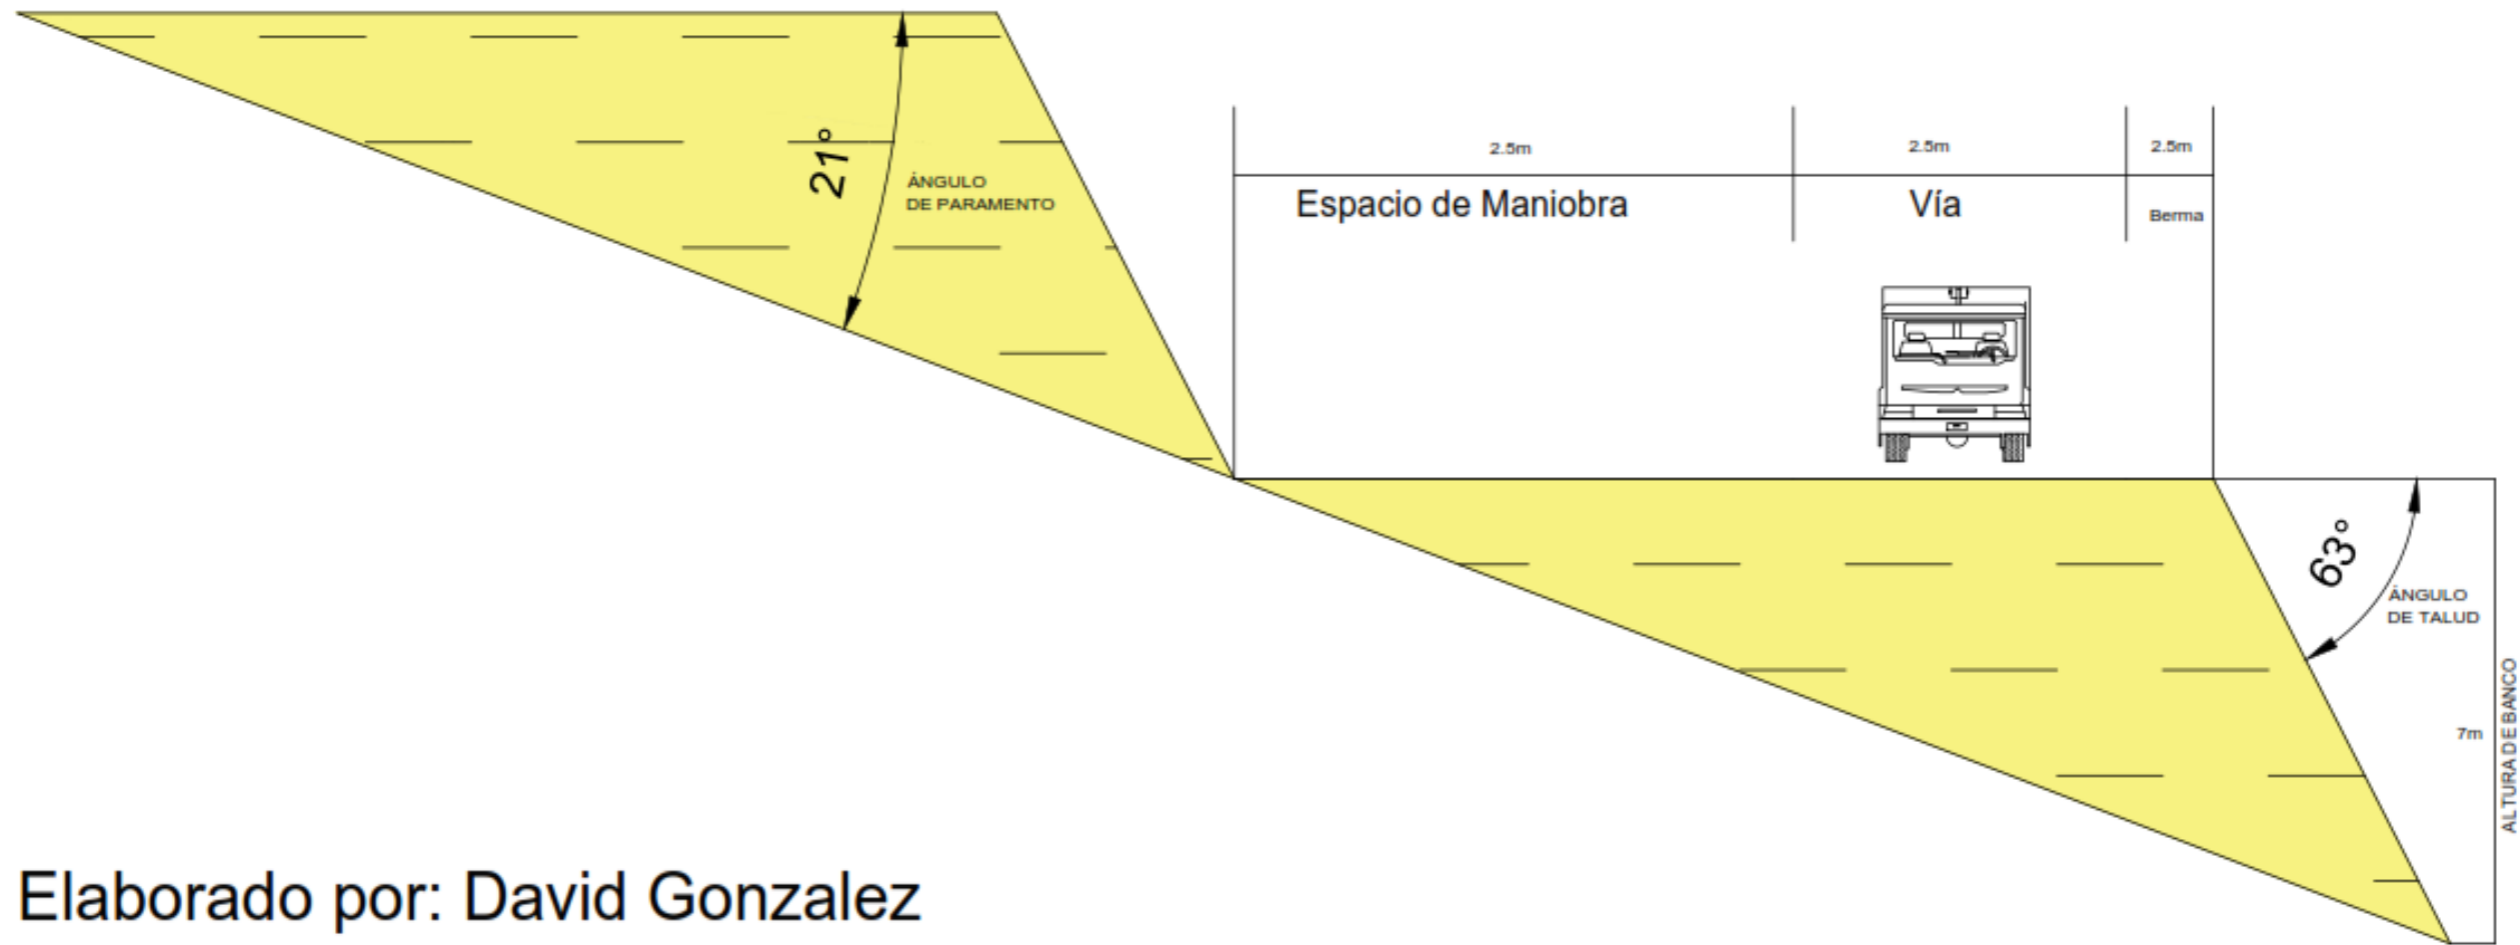 2.5m
2.5m
2.5m
Espacio de Maniobra
Vía
Berma
21°
ÁNGULO
DE PARAMENTO
63°
ÁNGULO
DE TALUD
7m
ALTURA DE BANCO
Elaborado por: David Gonzalez